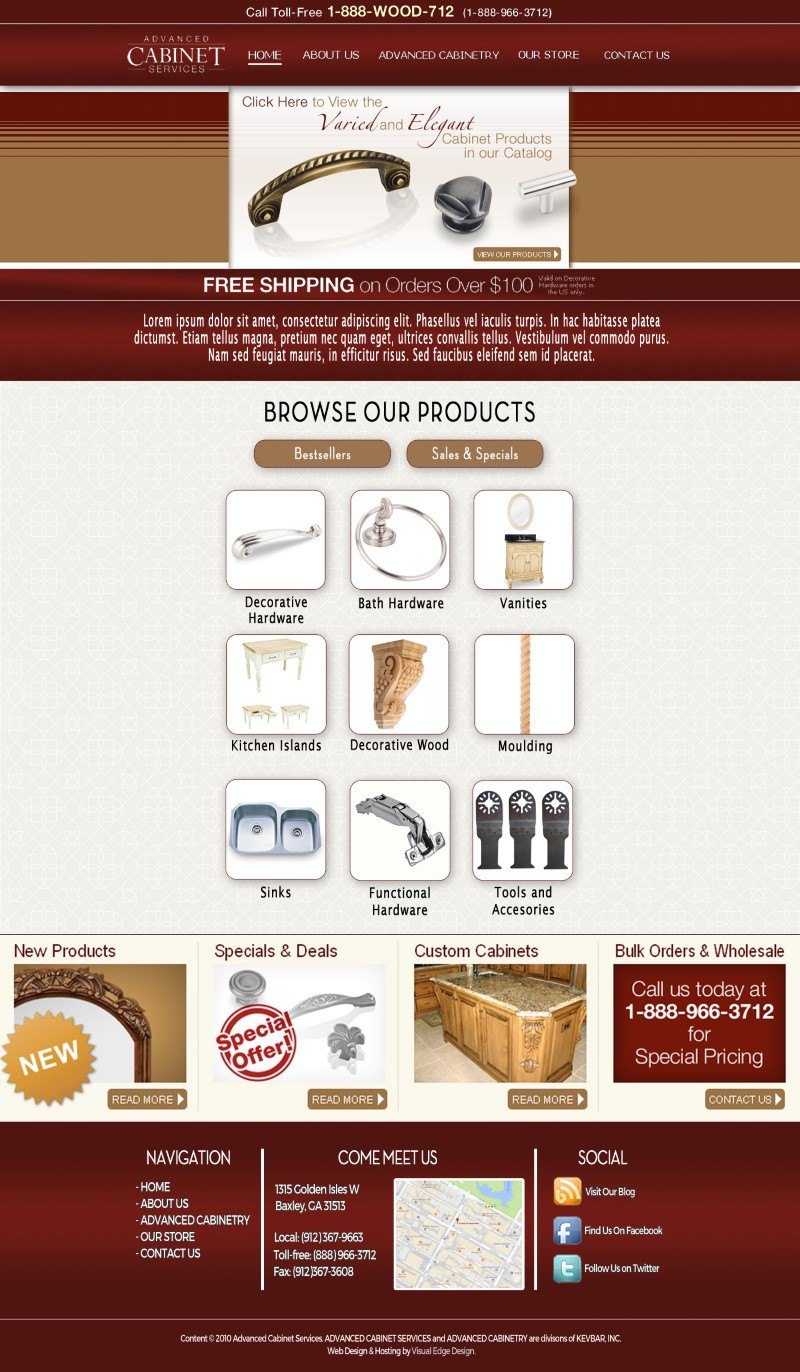 Call Toll-Free 1-888-WOOD-712 (1-888-966-3712)
ADVANCED
CABINET
SERVICES
HOME ABOUT US ADVANCED CABINETRY OUR STORE CONTACT US
Click Here to View the
Varied and Elegant
Cabinet Products
in our Catalog
VIEW OUR PRODUCTS
FREE SHIPPING on Orders Over $100
Valid on Decorative
Hardware orders in
the US only.
Lorem ipsum dolor sit amet, consectetur adipiscing elit. Phasellus vel iaculis turpis. In hac habitasse platea
dictumst. Etiam tellus magna, pretium nec quam eget, ultrices convallis tellus. Vestibulum vel commodo purus.
Nam sed feugiat mauris, in efficitur risus. Sed faucibus eleifend sem id placerat.
BROWSE OUR PRODUCTS
Bestsellers Sales & Specials
Decorative
Hardware
Bath Hardware
Vanities
Kitchen Islands
Decorative Wood
Moulding
Sinks
Functional
Hardware
Tools and
Accesories
New Products
NEW
READ MORE
Specials & Deals
Special
Offer!
READ MORE
Custom Cabinets
READ MORE
Bulk Orders & Wholesale
Call us today at
1-888-966-3712
for
Special Pricing
CONTACT US
NAVIGATION
- HOME
- ABOUT US
- ADVANCED CABINETRY
- OUR STORE
- CONTACT US
COME MEET US
1315 Golden Isles W
Baxley, GA 31513
Local: (912) 367-9663
Toll-free: (888) 966-3712
Fax: (912)367-3608
SOCIAL
Visit Our Blog
Find Us On Facebook
Follow Us on Twitter
Content © 2010 Advanced Cabinet Services. ADVANCED CABINET SERVICES and ADVANCED CABINETRY are divisons of KEVBAR, INC.
Web Design & Hosting by Visual Edge Design.